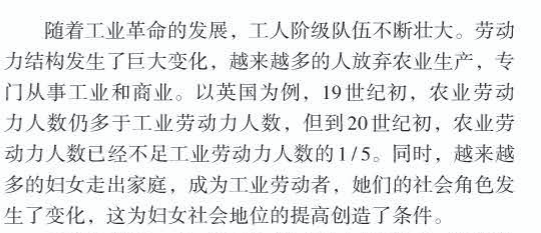 随着工业革命的发展，工人阶级队伍不断壮大。劳动
力结构发生了巨大变化，越来越多的人放弃农业生产，专
门从事工业和商业。以英国为例，19世纪初，农业劳动
力人数仍多于工业劳动力人数，但到20世纪初，农业劳
动力人数已经不足工业劳动力人数的1/5。同时，越来越
多的妇女走出家庭，成为工业劳动者，她们的社会角色发
生了变化，这为妇女社会地位的提高创造了条件。